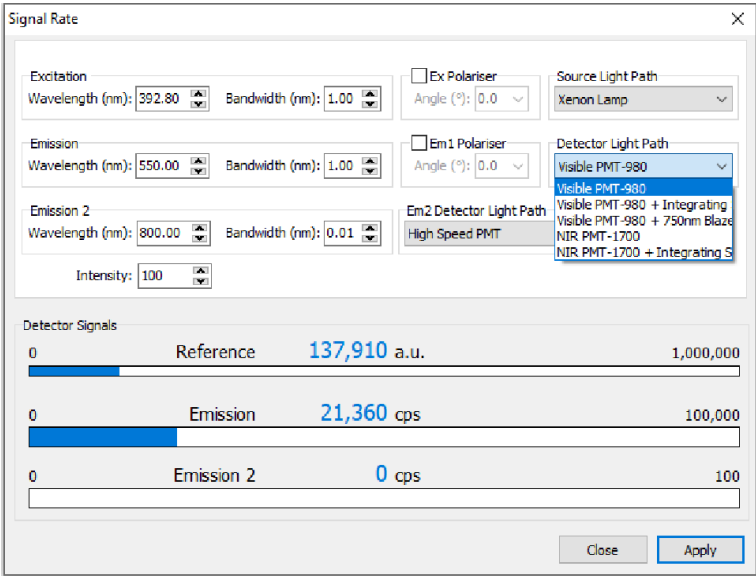 Signal Rate
Excitation
Wavelength (nm): 392.80 Bandwidth (nm): 1.00
Ex Polariser
Angle (°): 0.0
Source Light Path
Xenon Lamp
Emission
Wavelength (nm): 550.00 Bandwidth (nm): 1.00
Em1 Polariser
Angle (°): 0.0
Detector Light Path
Visible PMT-980
Visible PMT-980
Visible PMT-980 + Integrating
Visible PMT-980 + 750nm Blaze
NIR PMT-1700
NIR PMT-1700 + Integrating S
Emission 2
Wavelength (nm): 800.00 Bandwidth (nm): 0.01
Em2 Detector Light Path
High Speed PMT
Intensity: 100
Detector Signals
0 Reference 137,910 a.u. 1,000,000
0 Emission 21,360 cps 100,000
0 Emission 2 0 cps 100
Close Apply